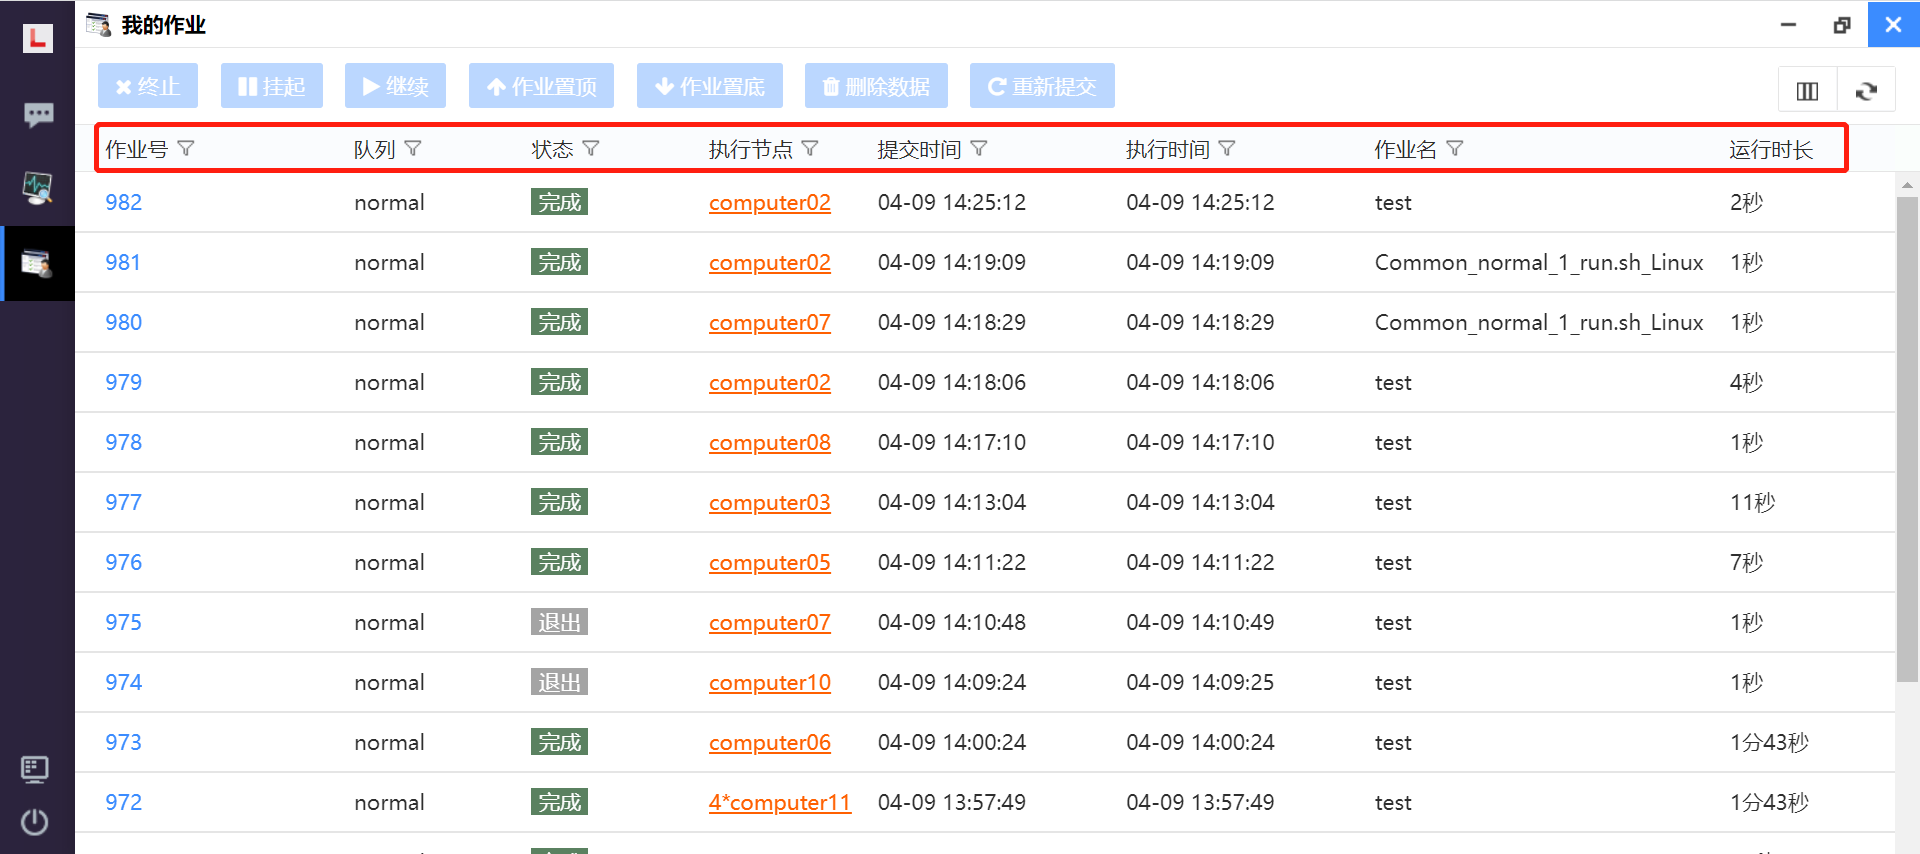 我的作业
终止 挂起 继续 作业置顶 作业置底 删除数据 重新提交
作业号 队列 状态 执行节点 提交时间 执行时间 作业名 运行时长
982 normal 完成 computer02 04-09 14:25:12 04-09 14:25:12 test 2秒
981 normal 完成 computer02 04-09 14:19:09 04-09 14:19:09 Common_normal_1_run.sh_Linux 1秒
980 normal 完成 computer07 04-09 14:18:29 04-09 14:18:29 Common_normal_1_run.sh_Linux 1秒
979 normal 完成 computer02 04-09 14:18:06 04-09 14:18:06 test 4秒
978 normal 完成 computer08 04-09 14:17:10 04-09 14:17:10 test 1秒
977 normal 完成 computer03 04-09 14:13:04 04-09 14:13:04 test 11秒
976 normal 完成 computer05 04-09 14:11:22 04-09 14:11:22 test 7秒
975 normal 退出 computer07 04-09 14:10:48 04-09 14:10:49 test 1秒
974 normal 退出 computer10 04-09 14:09:24 04-09 14:09:25 test 1秒
973 normal 完成 computer06 04-09 14:00:24 04-09 14:00:24 test 1分43秒
972 normal 完成 4*computer11 04-09 13:57:49 04-09 13:57:49 test 1分43秒